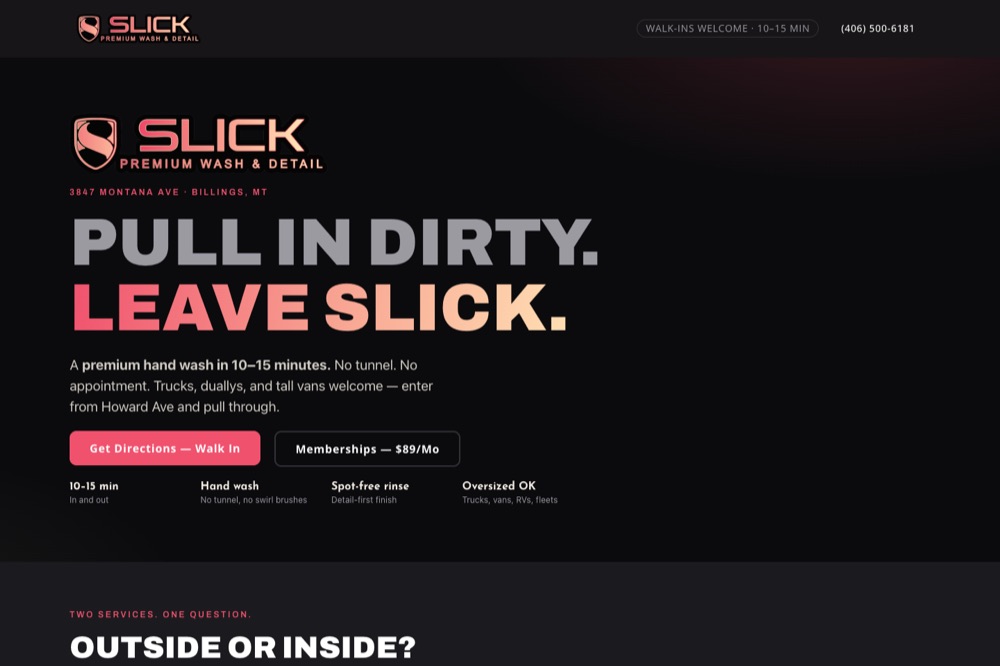 SLICK
PREMIUM WASH & DETAIL
WALK-INS WELCOME · 10–15 MIN
(406) 500-6181
SLICK
PREMIUM WASH & DETAIL
3847 MONTANA AVE · BILLINGS, MT
PULL IN DIRTY.
LEAVE SLICK.
A premium hand wash in 10–15 minutes. No tunnel. No
appointment. Trucks, duallys, and tall vans welcome — enter
from Howard Ave and pull through.
Get Directions — Walk In
Memberships — $89/Mo
10–15 min
In and out
Hand wash
No tunnel, no swirl brushes
Spot-free rinse
Detail-first finish
Oversized OK
Trucks, vans, RVs, fleets
TWO SERVICES. ONE QUESTION.
OUTSIDE OR INSIDE?